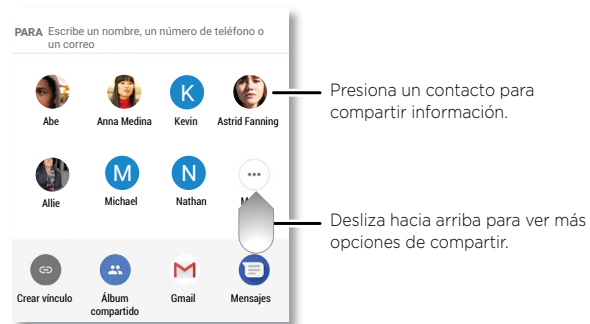 PARA Escribe un nombre, un número de teléfono o
un correo
K
Abe Anna Medina Kevin Astrid Fanning
Presiona un contacto para
compartir información.
M N
Allie Michael Nathan
Desliza hacia arriba para ver más
opciones de compartir.
Crear vínculo Álbum
compartido Gmail Mensajes